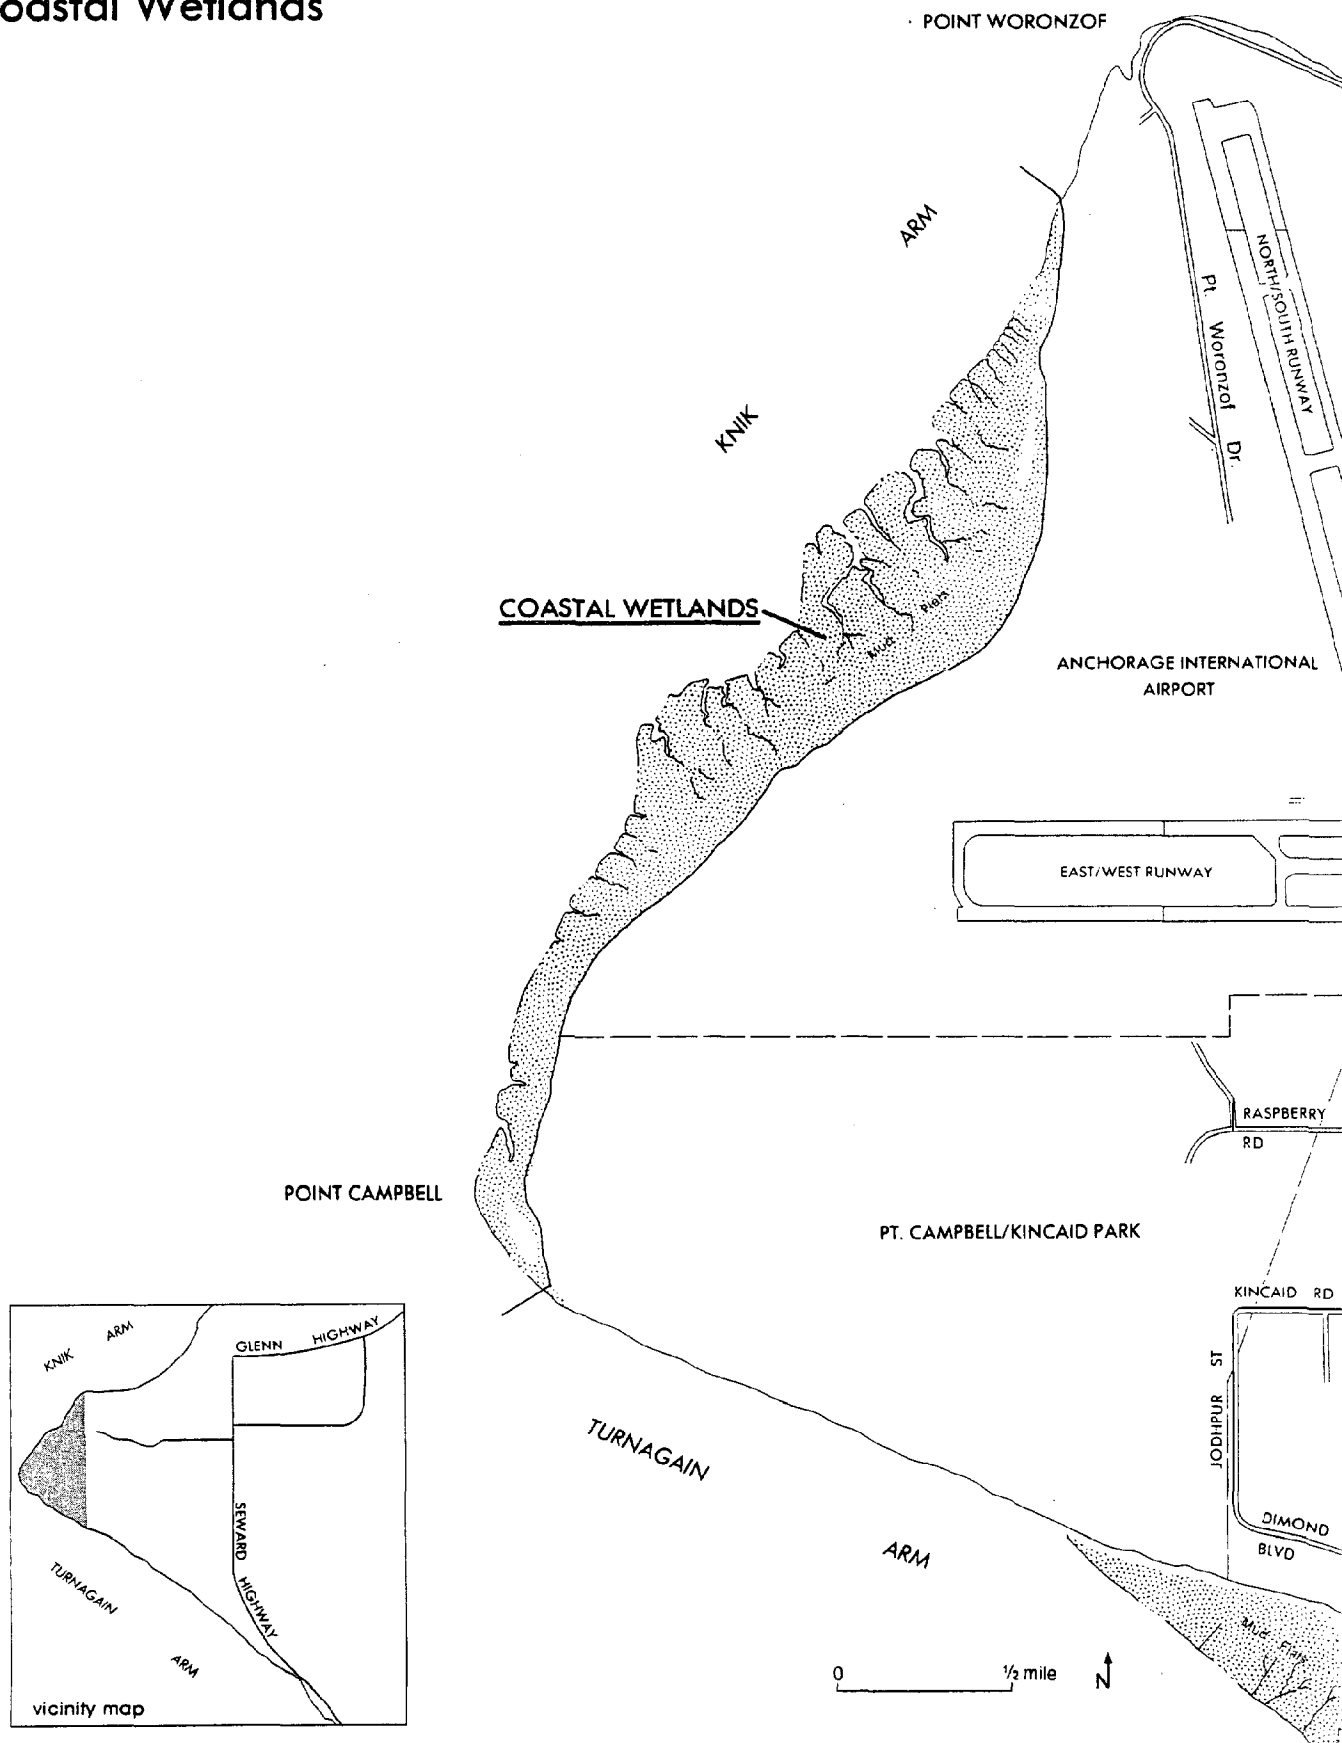 oastal Wetlands
POINT WORONZOF
ARM
KNIK
NORTH/SOUTH RUNWAY
Pt. Woronzof Dr.
COASTAL WETLANDS
Mud Flats
ANCHORAGE INTERNATIONAL
AIRPORT
EAST/WEST RUNWAY
RASPBERRY
RD
POINT CAMPBELL
PT. CAMPBELL/KINCAID PARK
KINCAID RD
JODHPUR ST
DIMOND
BLVD
TURNAGAIN
ARM
Mud Flats
0 ½ mile
N
KNIK ARM
GLENN HIGHWAY
SEWARD HIGHWAY
TURNAGAIN
ARM
vicinity map